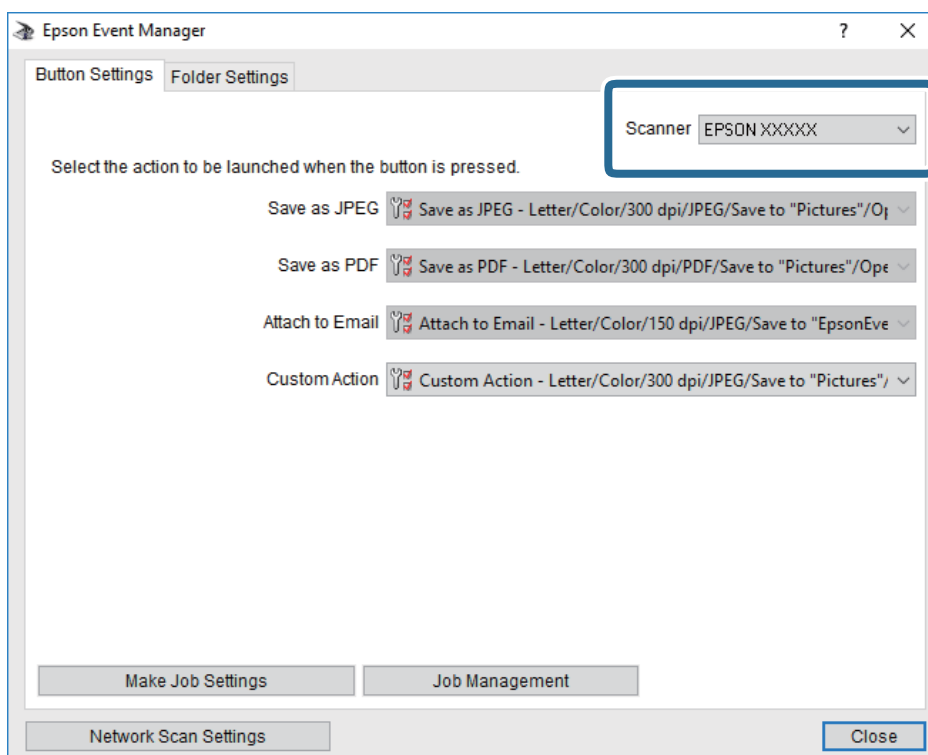 Epson Event Manager
?
Button Settings Folder Settings
Scanner EPSON XXXXX
Select the action to be launched when the button is pressed.
Save as JPEG Save as JPEG - Letter/Color/300 dpi/JPEG/Save to "Pictures"/Op
Save as PDF Save as PDF - Letter/Color/300 dpi/PDF/Save to "Pictures"/Ope
Attach to Email Attach to Email - Letter/Color/150 dpi/JPEG/Save to "EpsonEve
Custom Action Custom Action - Letter/Color/300 dpi/JPEG/Save to "Pictures"/
Make Job Settings Job Management
Network Scan Settings Close